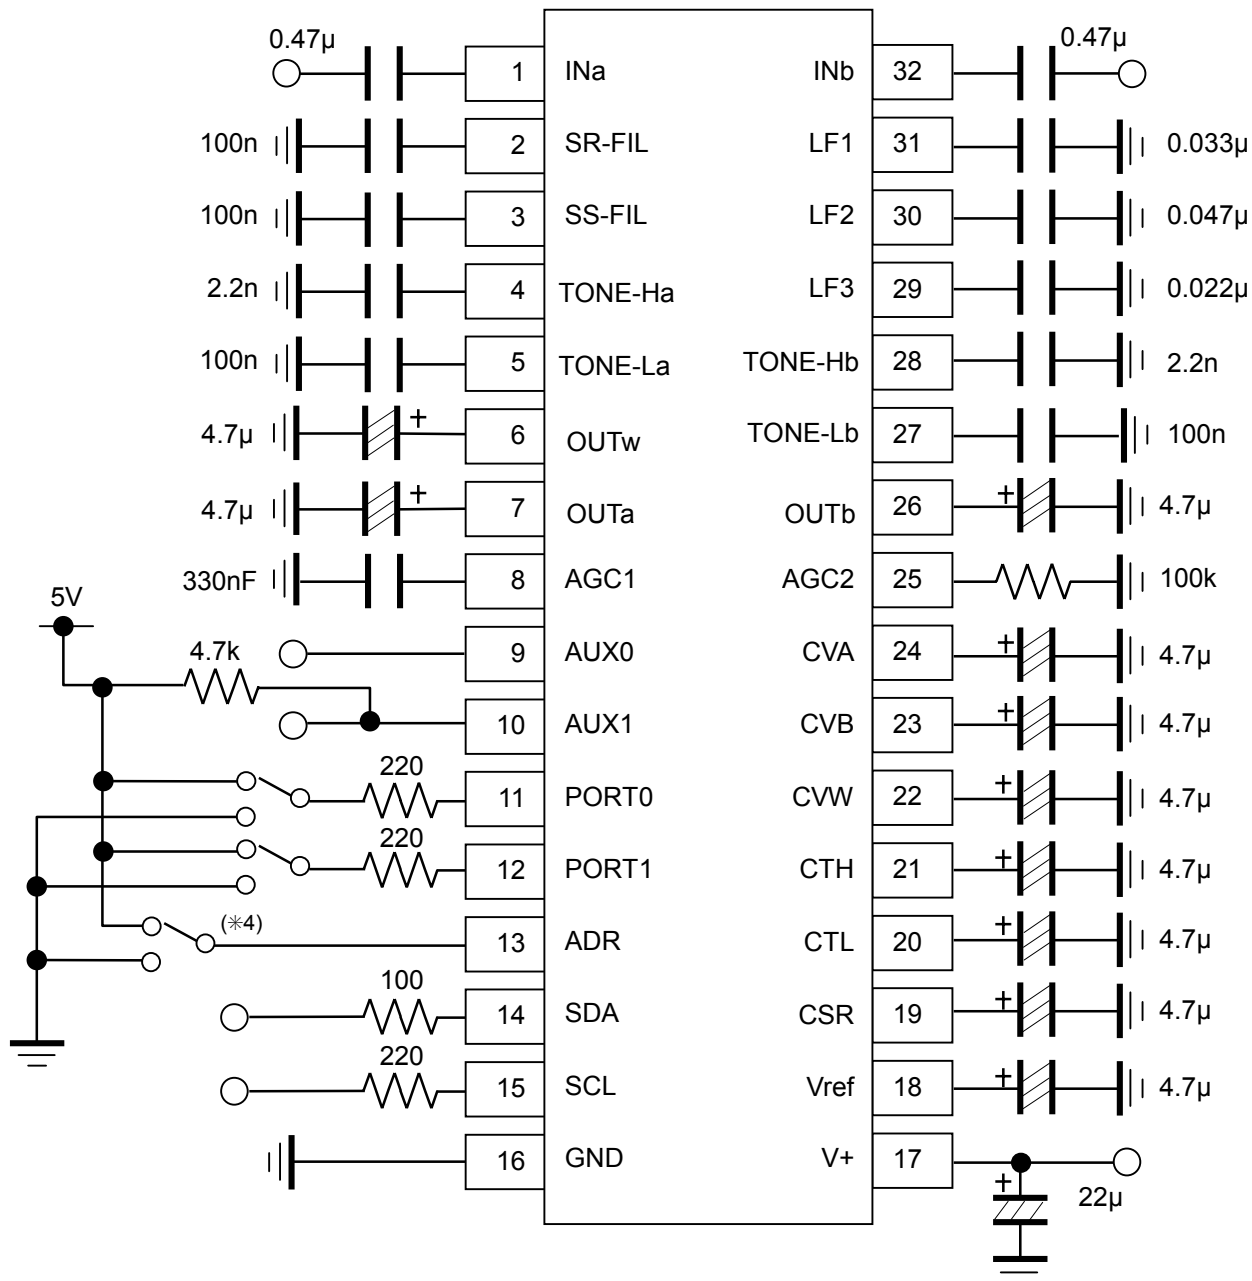 0.47µ 1 INa INb 32 0.47µ
100n 2 SR-FIL LF1 31 0.033µ
100n 3 SS-FIL LF2 30 0.047µ
2.2n 4 TONE-Ha LF3 29 0.022µ
100n 5 TONE-La TONE-Hb 28 2.2n
4.7µ + 6 OUTw TONE-Lb 27 100n
4.7µ + 7 OUTa OUTb 26 + 4.7µ
330nF 8 AGC1 AGC2 25 100k
5V
4.7k 9 AUX0 CVA 24 + 4.7µ
10 AUX1 CVB 23 + 4.7µ
220 11 PORT0 CVW 22 + 4.7µ
220 12 PORT1 CTH 21 + 4.7µ
(✳4) 13 ADR CTL 20 + 4.7µ
100 14 SDA CSR 19 + 4.7µ
220 15 SCL Vref 18 + 4.7µ
16 GND V+ 17
+ 22µ